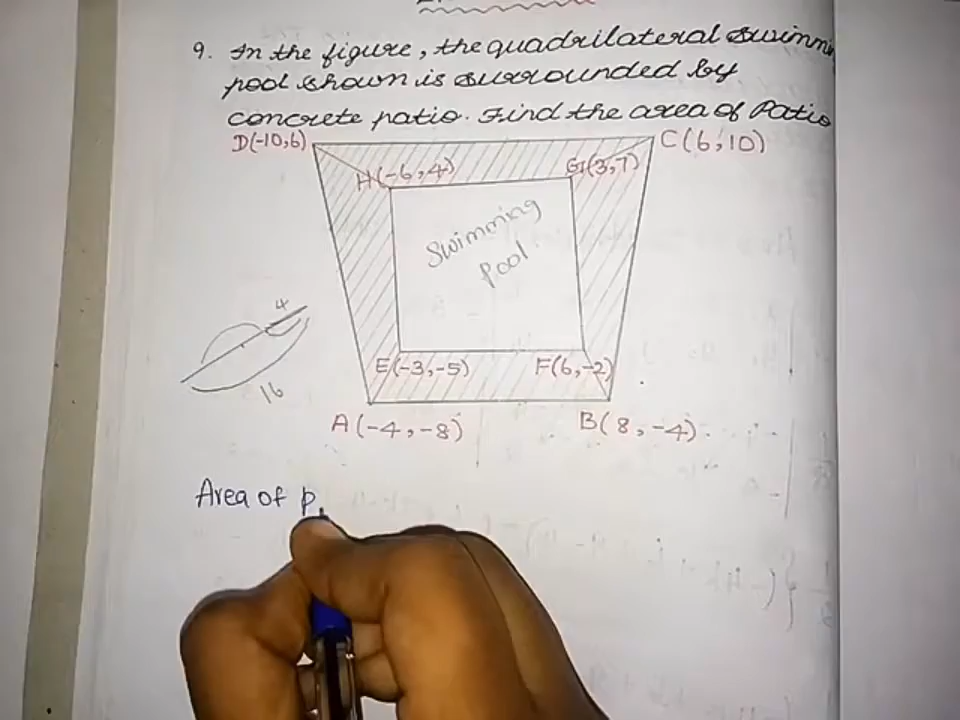 9. In the figure, the quadrilateral swimmi
pool shown is surrounded by
concrete patio. Find the area of Patio
D(-10,6)
C(6,10)
H(-6,4)
G(3,7)
Swimming
Pool
4
16
E(-3,-5)
F(6,-2)
A(-4,-8)
B(8,-4).
Area of p